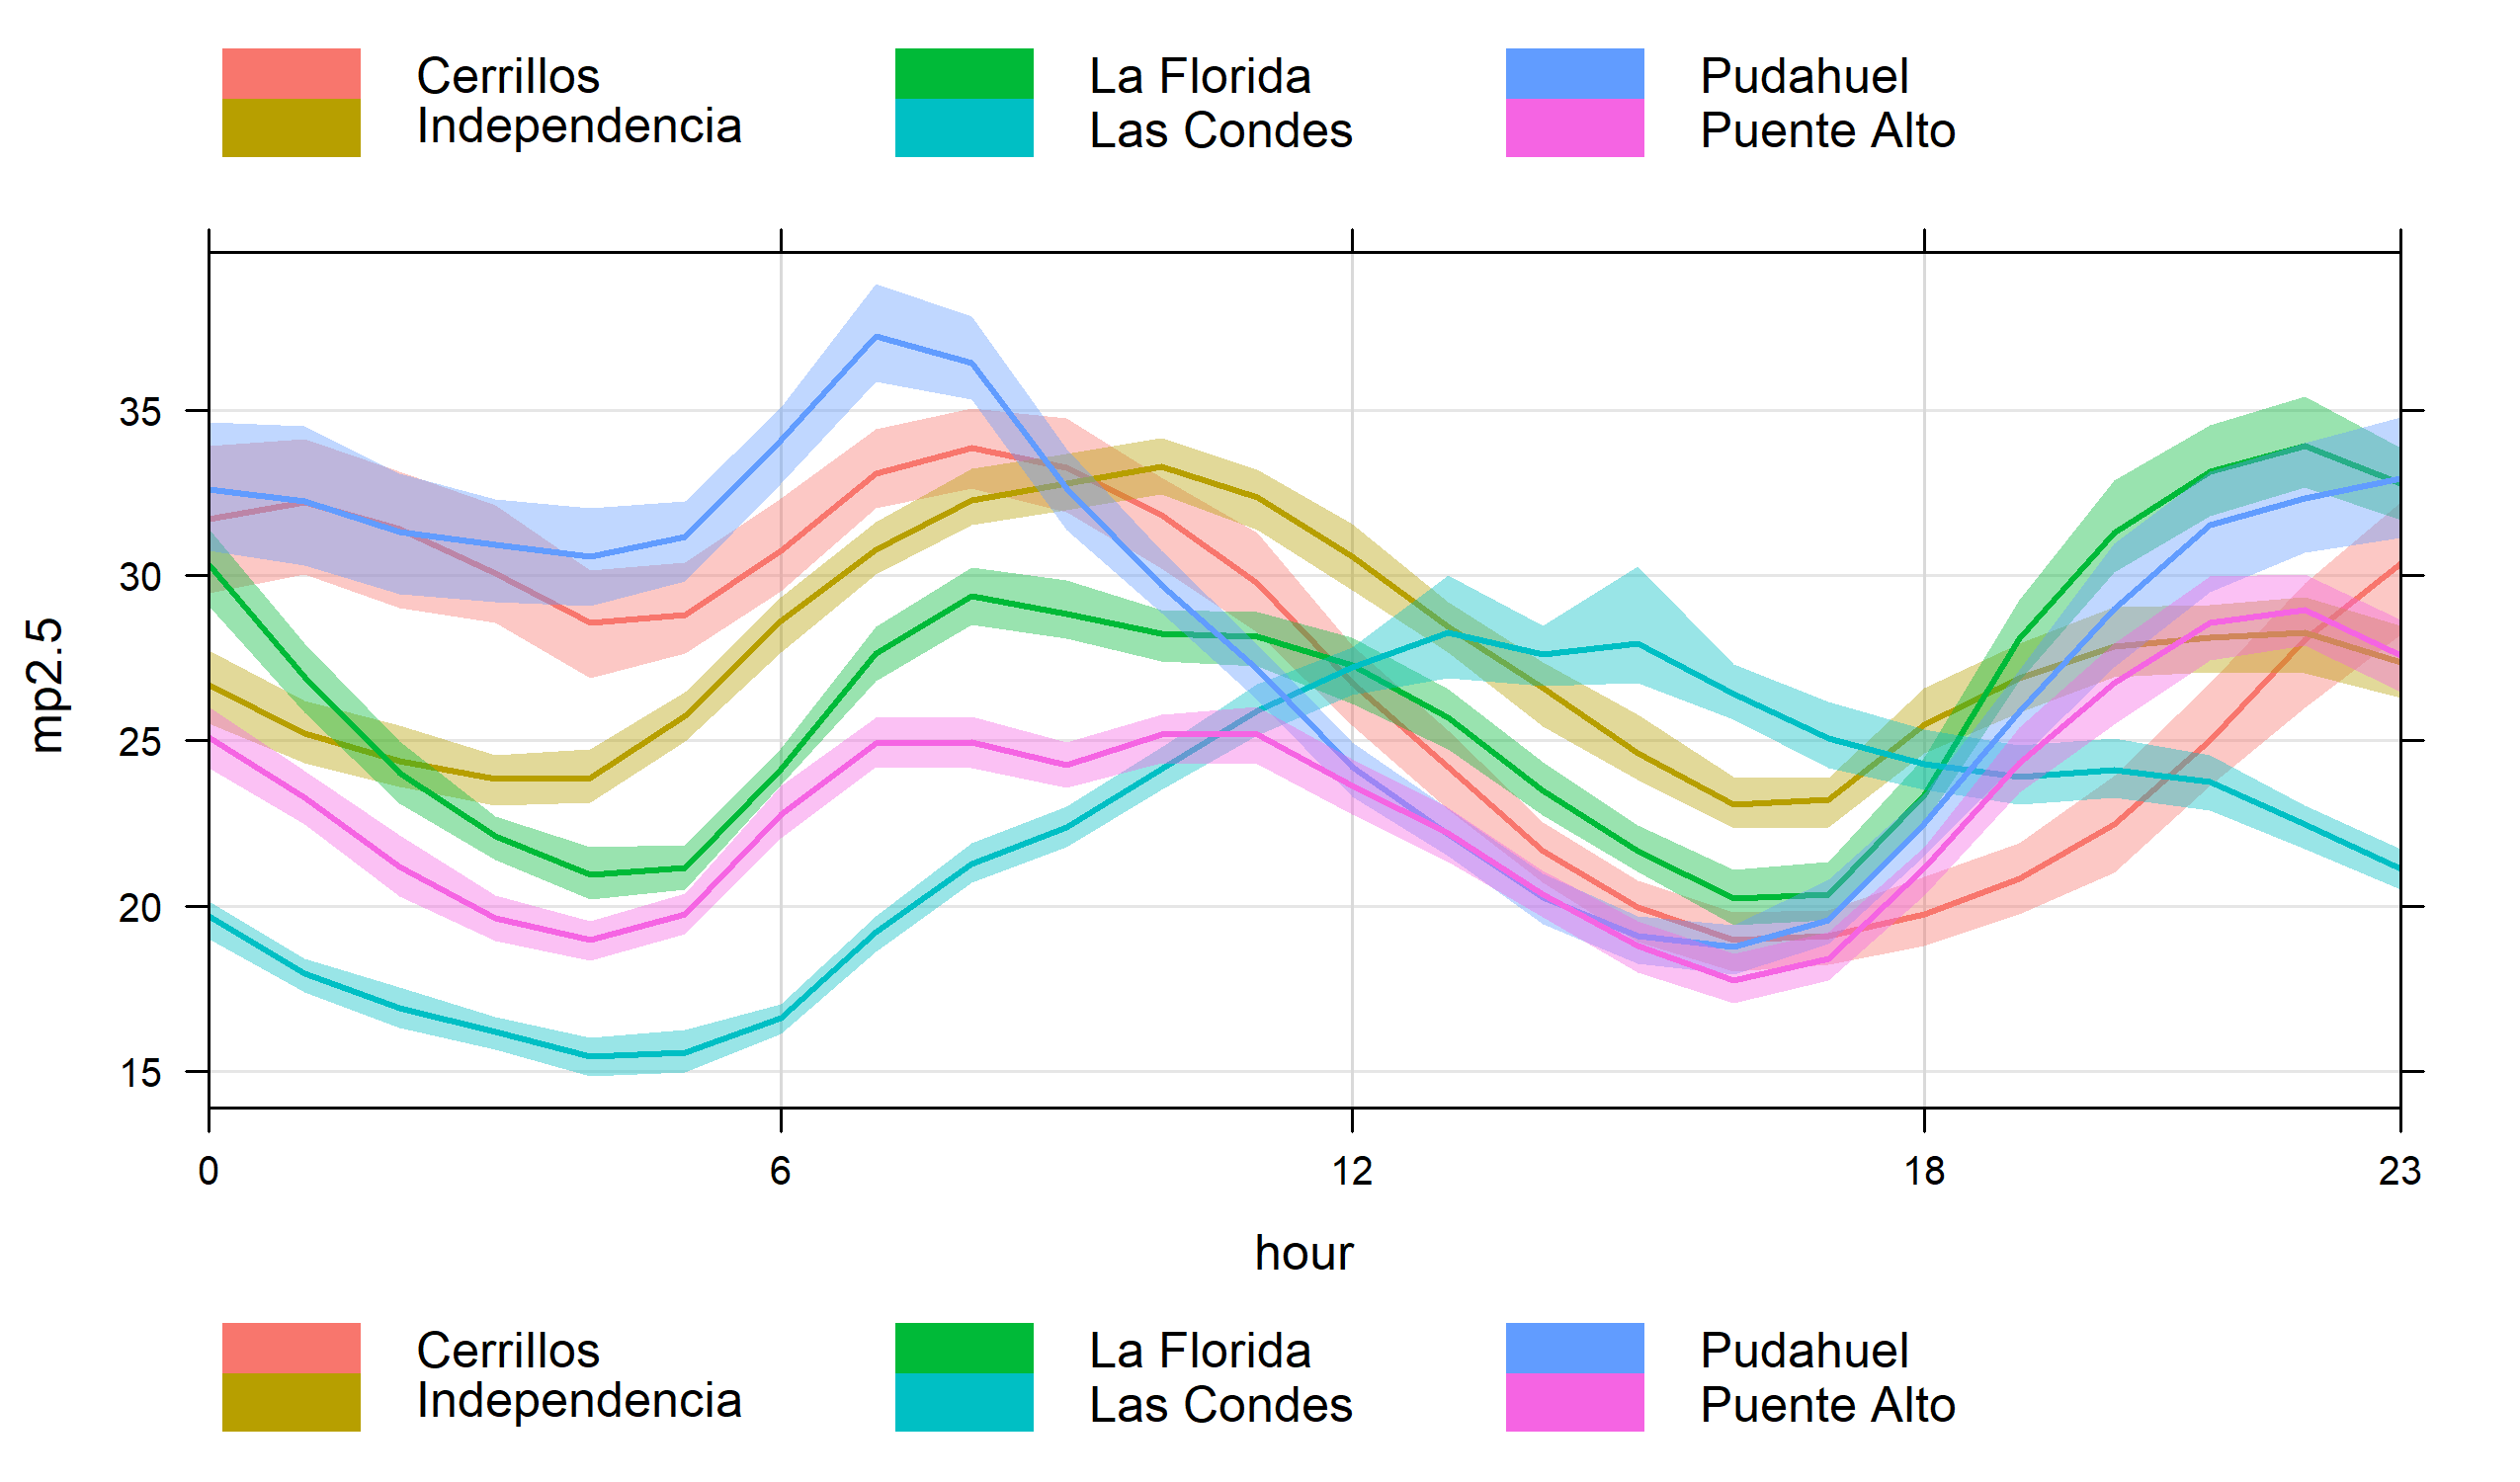 Cerrillos La Florida Pudahuel
Independencia Las Condes Puente Alto
35
30
25
20
15
mp2.5
0 6 12 18 23
hour
Cerrillos La Florida Pudahuel
Independencia Las Condes Puente Alto